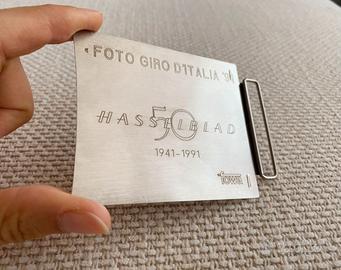 FOTO GIRO D'ITALIA '91
HASSELBLAD
50
1941-1991